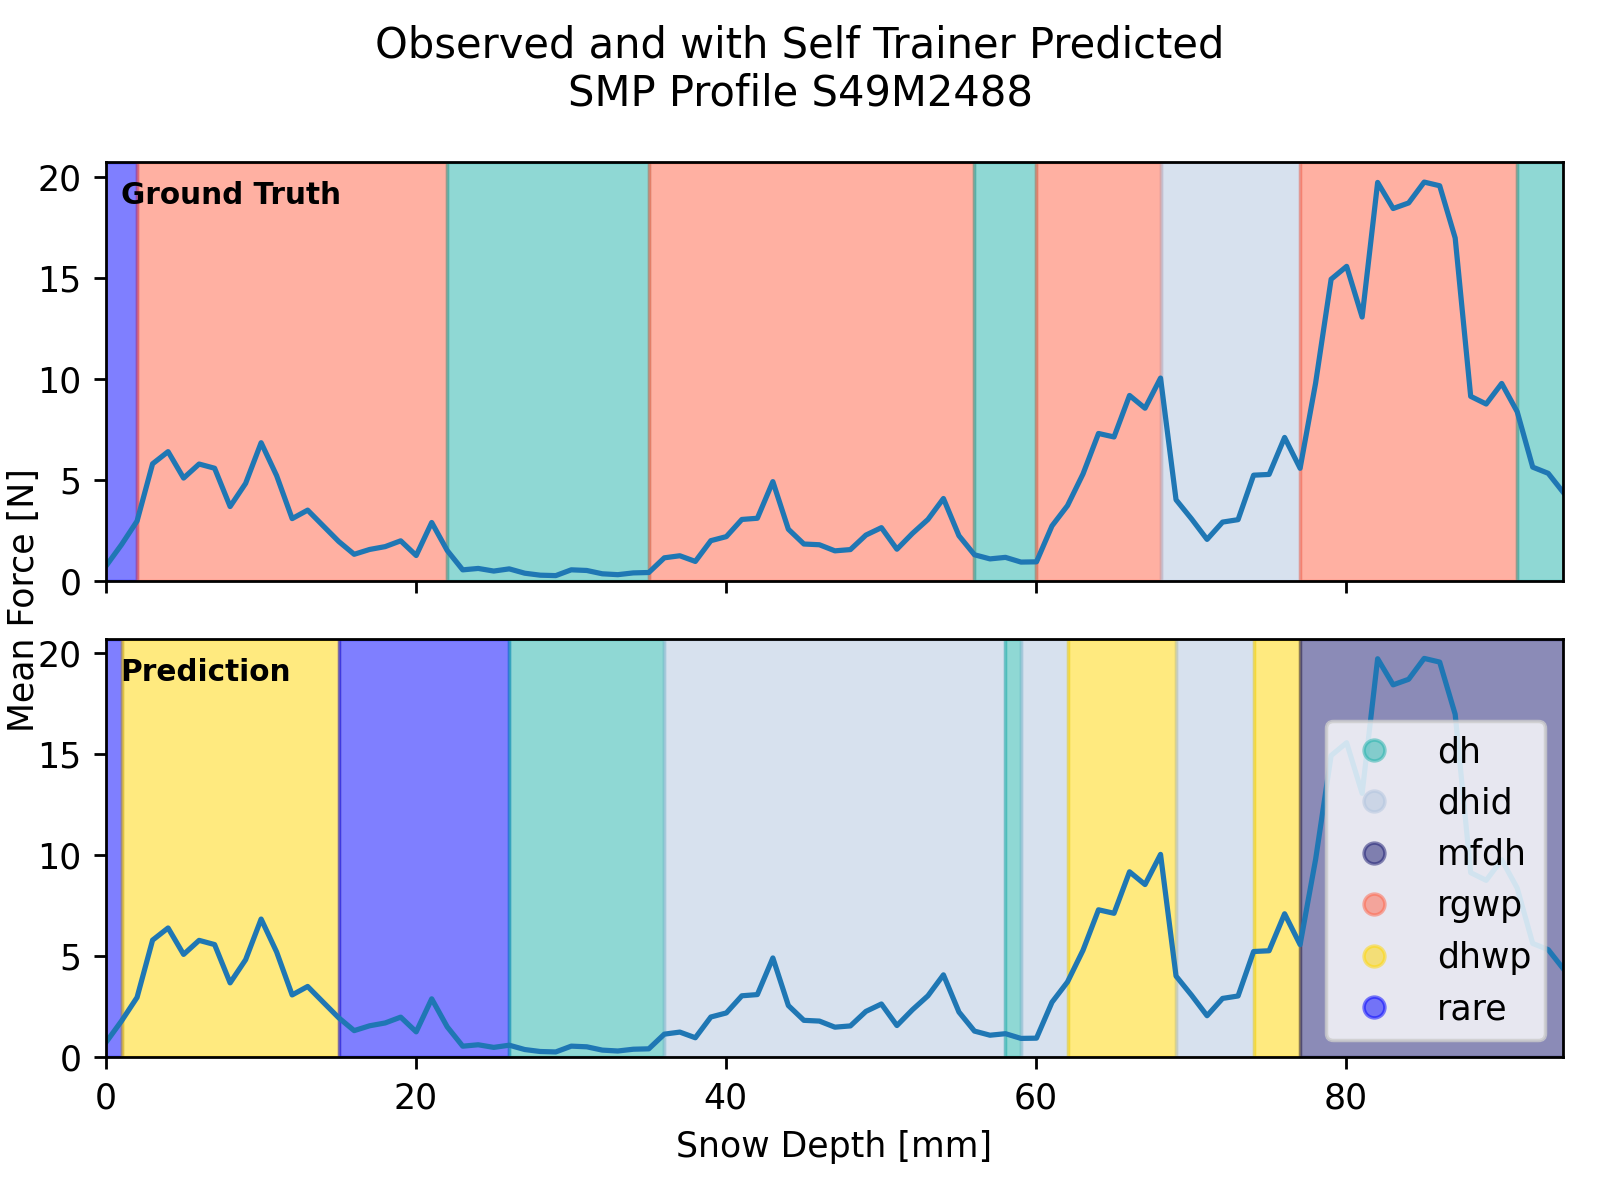 Observed and with Self Trainer Predicted
SMP Profile S49M2488
Mean Force [N]
20
15
10
5
0
Ground Truth
20
15
10
5
0
Prediction
dh
dhid
mfdh
rgwp
dhwp
rare
0 20 40 60 80
Snow Depth [mm]